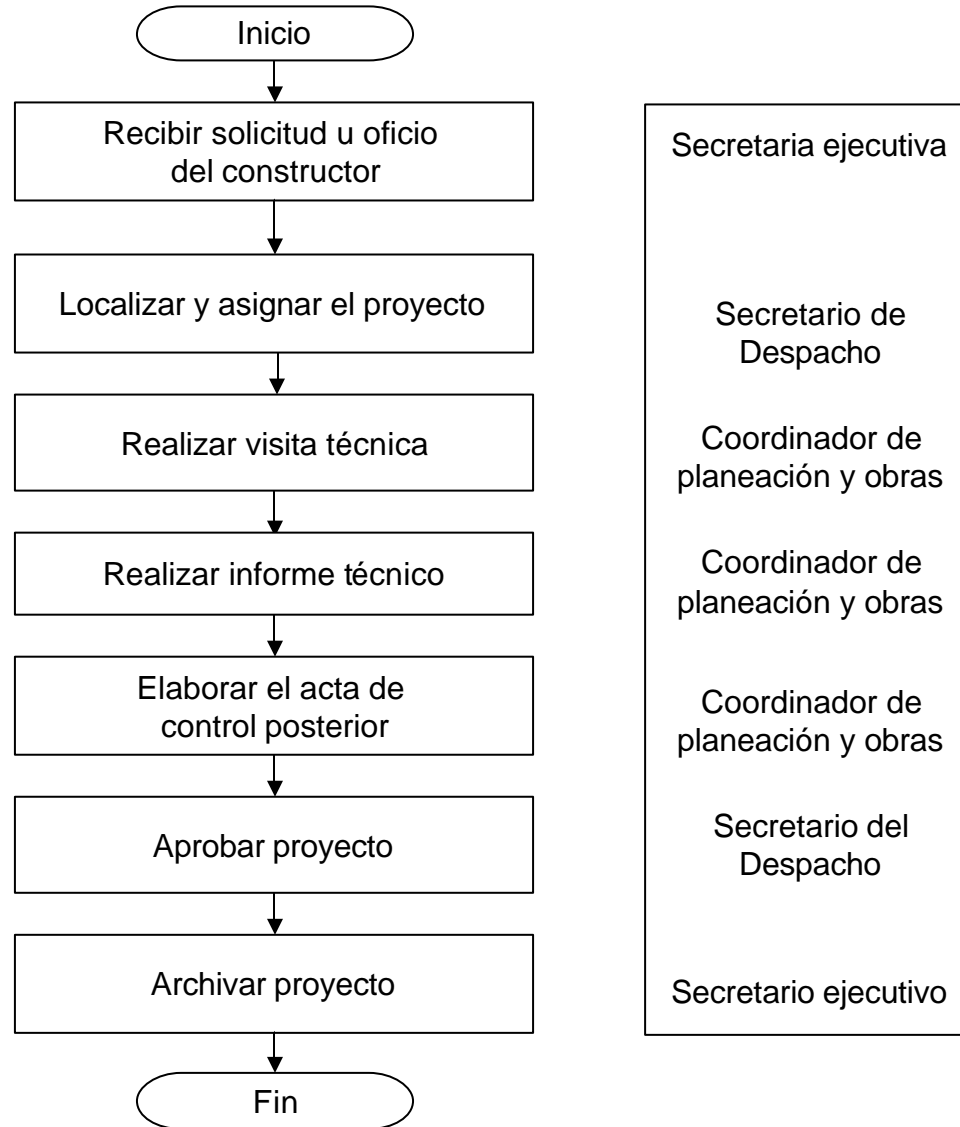 Inicio
Recibir solicitud u oficio
del constructor
Secretaria ejecutiva
Localizar y asignar el proyecto
Secretario de
Despacho
Realizar visita técnica
Coordinador de
planeación y obras
Realizar informe técnico
Coordinador de
planeación y obras
Elaborar el acta de
control posterior
Coordinador de
planeación y obras
Aprobar proyecto
Secretario del
Despacho
Archivar proyecto
Secretario ejecutivo
Fin